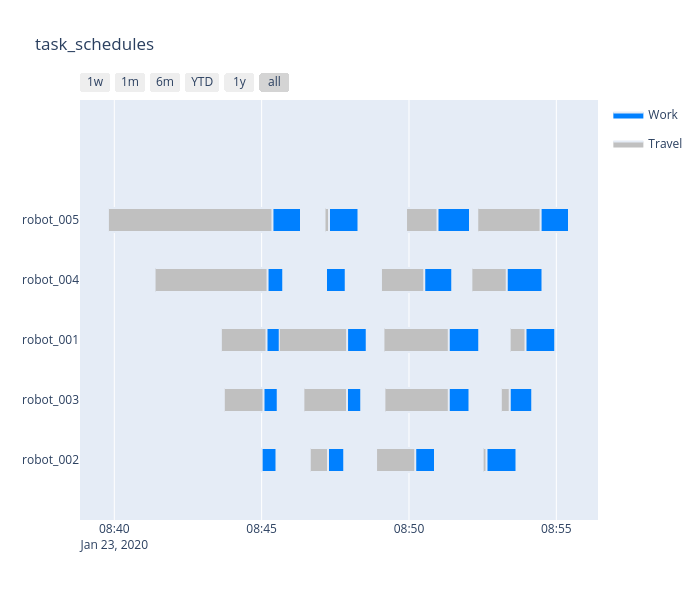 task_schedules
1w 1m 6m YTD 1y all
Work
Travel
robot_005
robot_004
robot_001
robot_003
robot_002
08:40 08:45 08:50 08:55
Jan 23, 2020